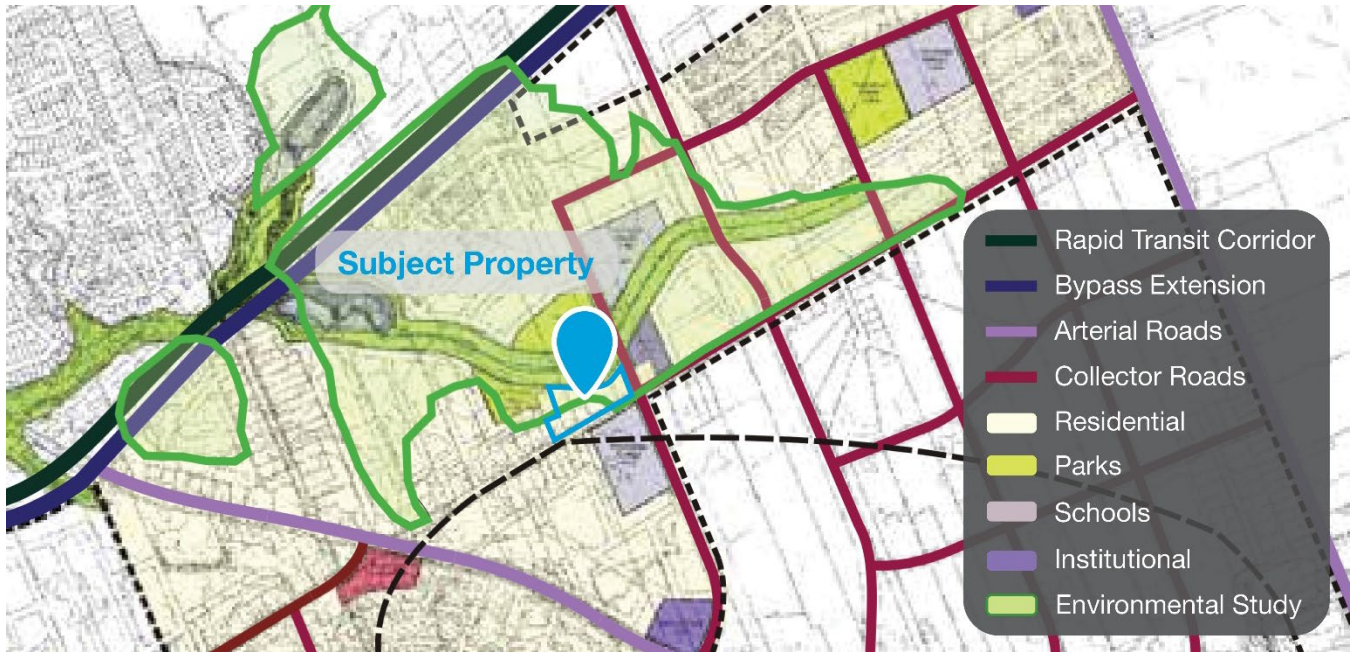 Subject Property
Rapid Transit Corridor
Bypass Extension
Arterial Roads
Collector Roads
Residential
Parks
Schools
Institutional
Environmental Study